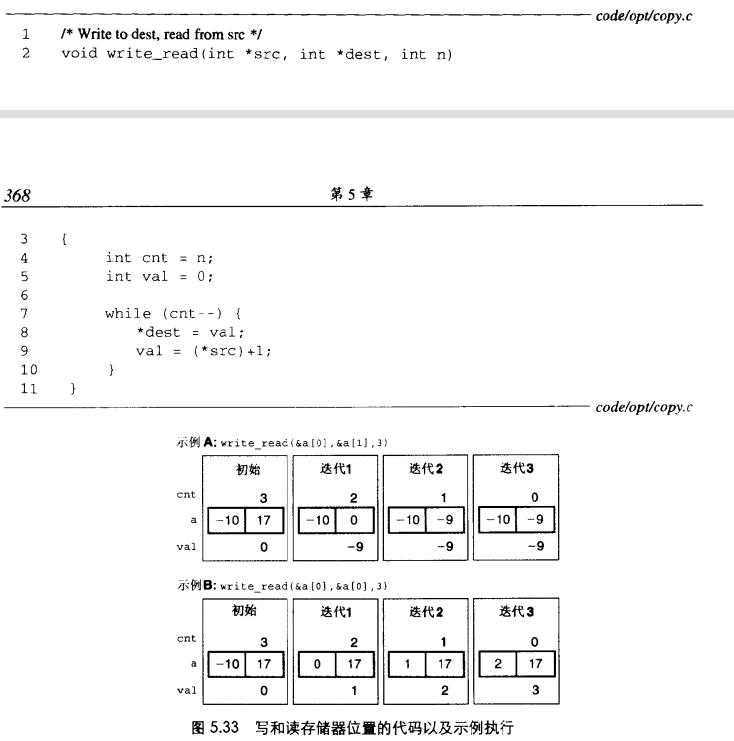 code/opt/copy.c
1 /* Write to dest, read from src */
2 void write_read(int *src, int *dest, int n)
368 第 5 章
3 {
4 int cnt = n;
5 int val = 0;
6
7 while (cnt--) {
8 *dest = val;
9 val = (*src)+1;
10 }
11 }
code/opt/copy.c
示例 A: write_read(&a[0],&a[1],3)
初始 迭代1 迭代2 迭代3
cnt 3 2 1 0
a -10 17 -10 0 -10 -9 -10 -9
val 0 -9 -9 -9
示例B: write_read(&a[0],&a[0],3)
初始 迭代1 迭代2 迭代3
cnt 3 2 1 0
a -10 17 0 17 1 17 2 17
val 0 1 2 3
图 5.33 写和读存储器位置的代码以及示例执行